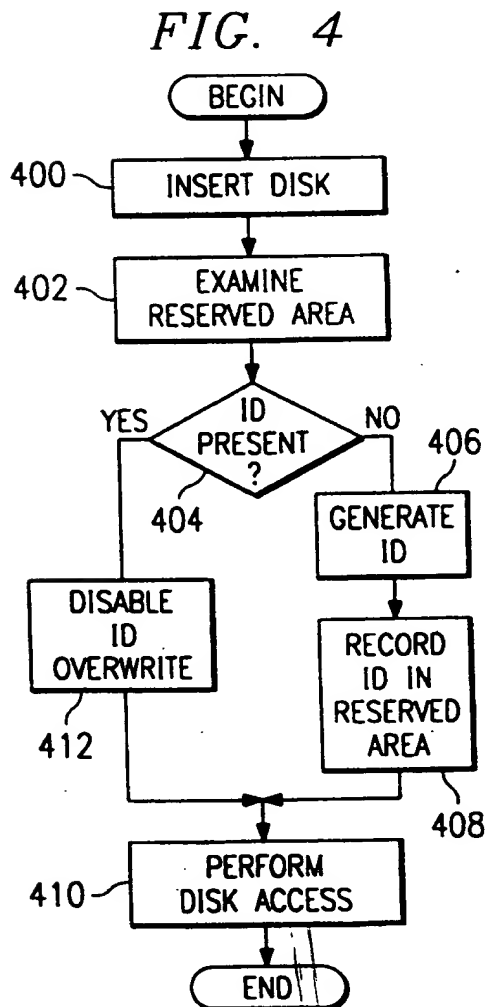 FIG. 4
BEGIN
400
INSERT DISK
402
EXAMINE
RESERVED AREA
YES
ID
PRESENT
?
NO
404
406
GENERATE
ID
DISABLE
ID
OVERWRITE
412
RECORD
ID IN
RESERVED
AREA
408
410
PERFORM
DISK ACCESS
END